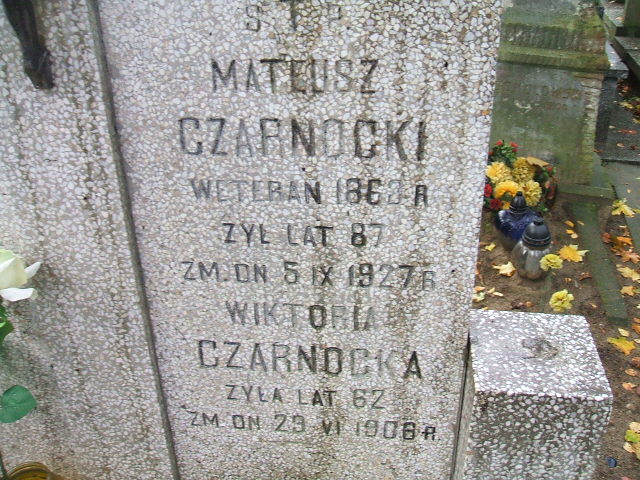 Ś. T. P.
MATEUSZ
CZARNOCKI
WETERAN 1863 R
ŻYŁ LAT 87
ZM. DN 5 IX 1927 R
WIKTORIA
CZARNOCKA
ŻYŁA LAT 62
ZM. DN 29 VI 1908 R.